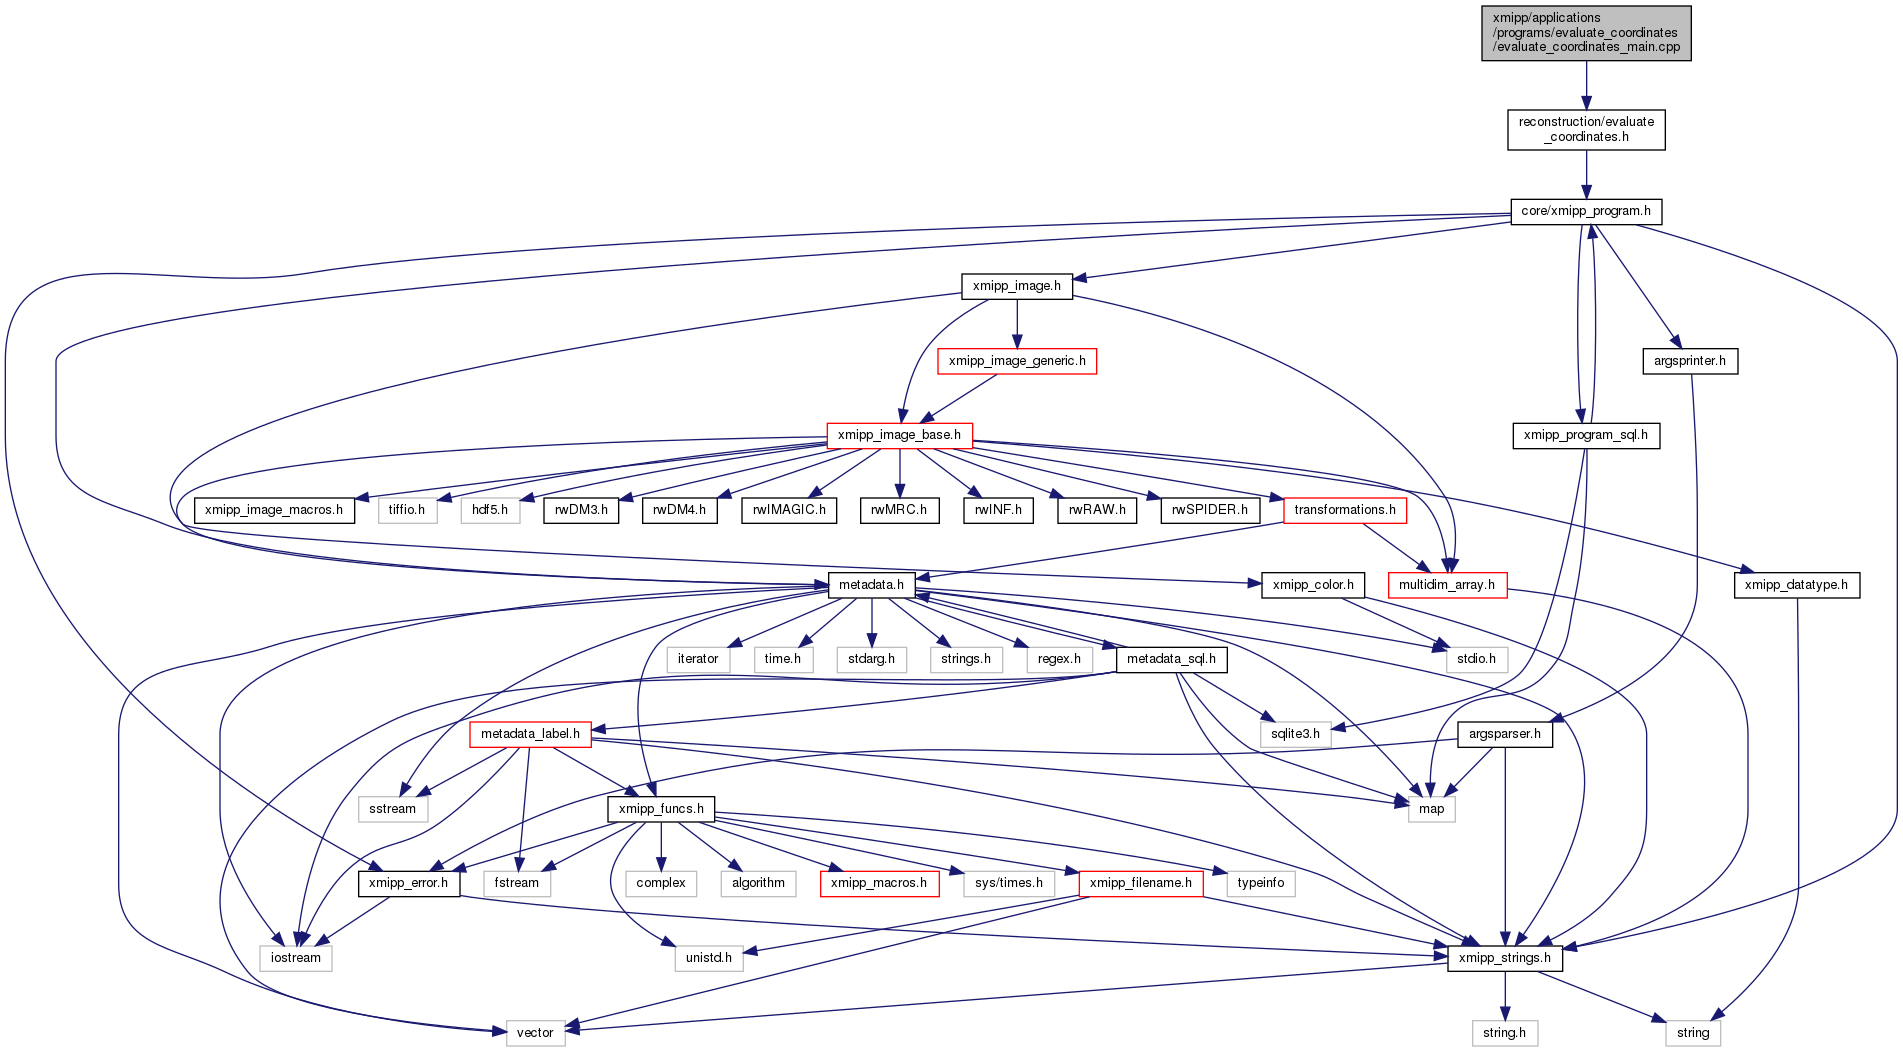 xmipp/applications
/programs/evaluate_coordinates
/evaluate_coordinates_main.cpp
reconstruction/evaluate
_coordinates.h
core/xmipp_program.h
xmipp_image.h
xmipp_image_generic.h
argsprinter.h
xmipp_image_base.h
xmipp_program_sql.h
xmipp_image_macros.h
tiffio.h
hdf5.h
rwDM3.h
rwDM4.h
rwIMAGIC.h
rwMRC.h
rwINF.h
rwRAW.h
rwSPIDER.h
transformations.h
metadata.h
xmipp_color.h
multidim_array.h
xmipp_datatype.h
iterator
time.h
stdarg.h
strings.h
regex.h
metadata_sql.h
stdio.h
metadata_label.h
sqlite3.h
argsparser.h
sstream
xmipp_funcs.h
map
xmipp_error.h
fstream
complex
algorithm
xmipp_macros.h
sys/times.h
xmipp_filename.h
typeinfo
iostream
unistd.h
xmipp_strings.h
vector
string.h
string